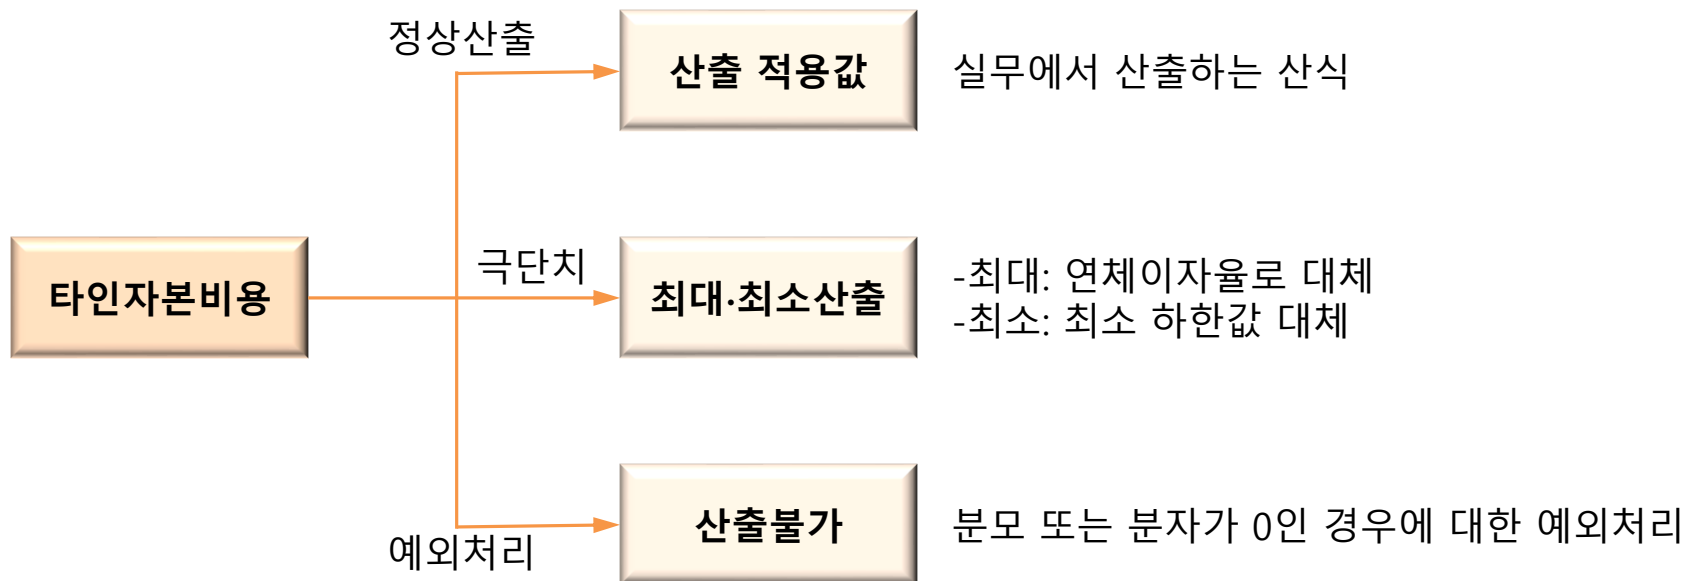 정상산출
산출 적용값
실무에서 산출하는 산식
타인자본비용
극단치
최대·최소산출
-최대: 연체이자율로 대체
-최소: 최소 하한값 대체
예외처리
산출불가
분모 또는 분자가 0인 경우에 대한 예외처리